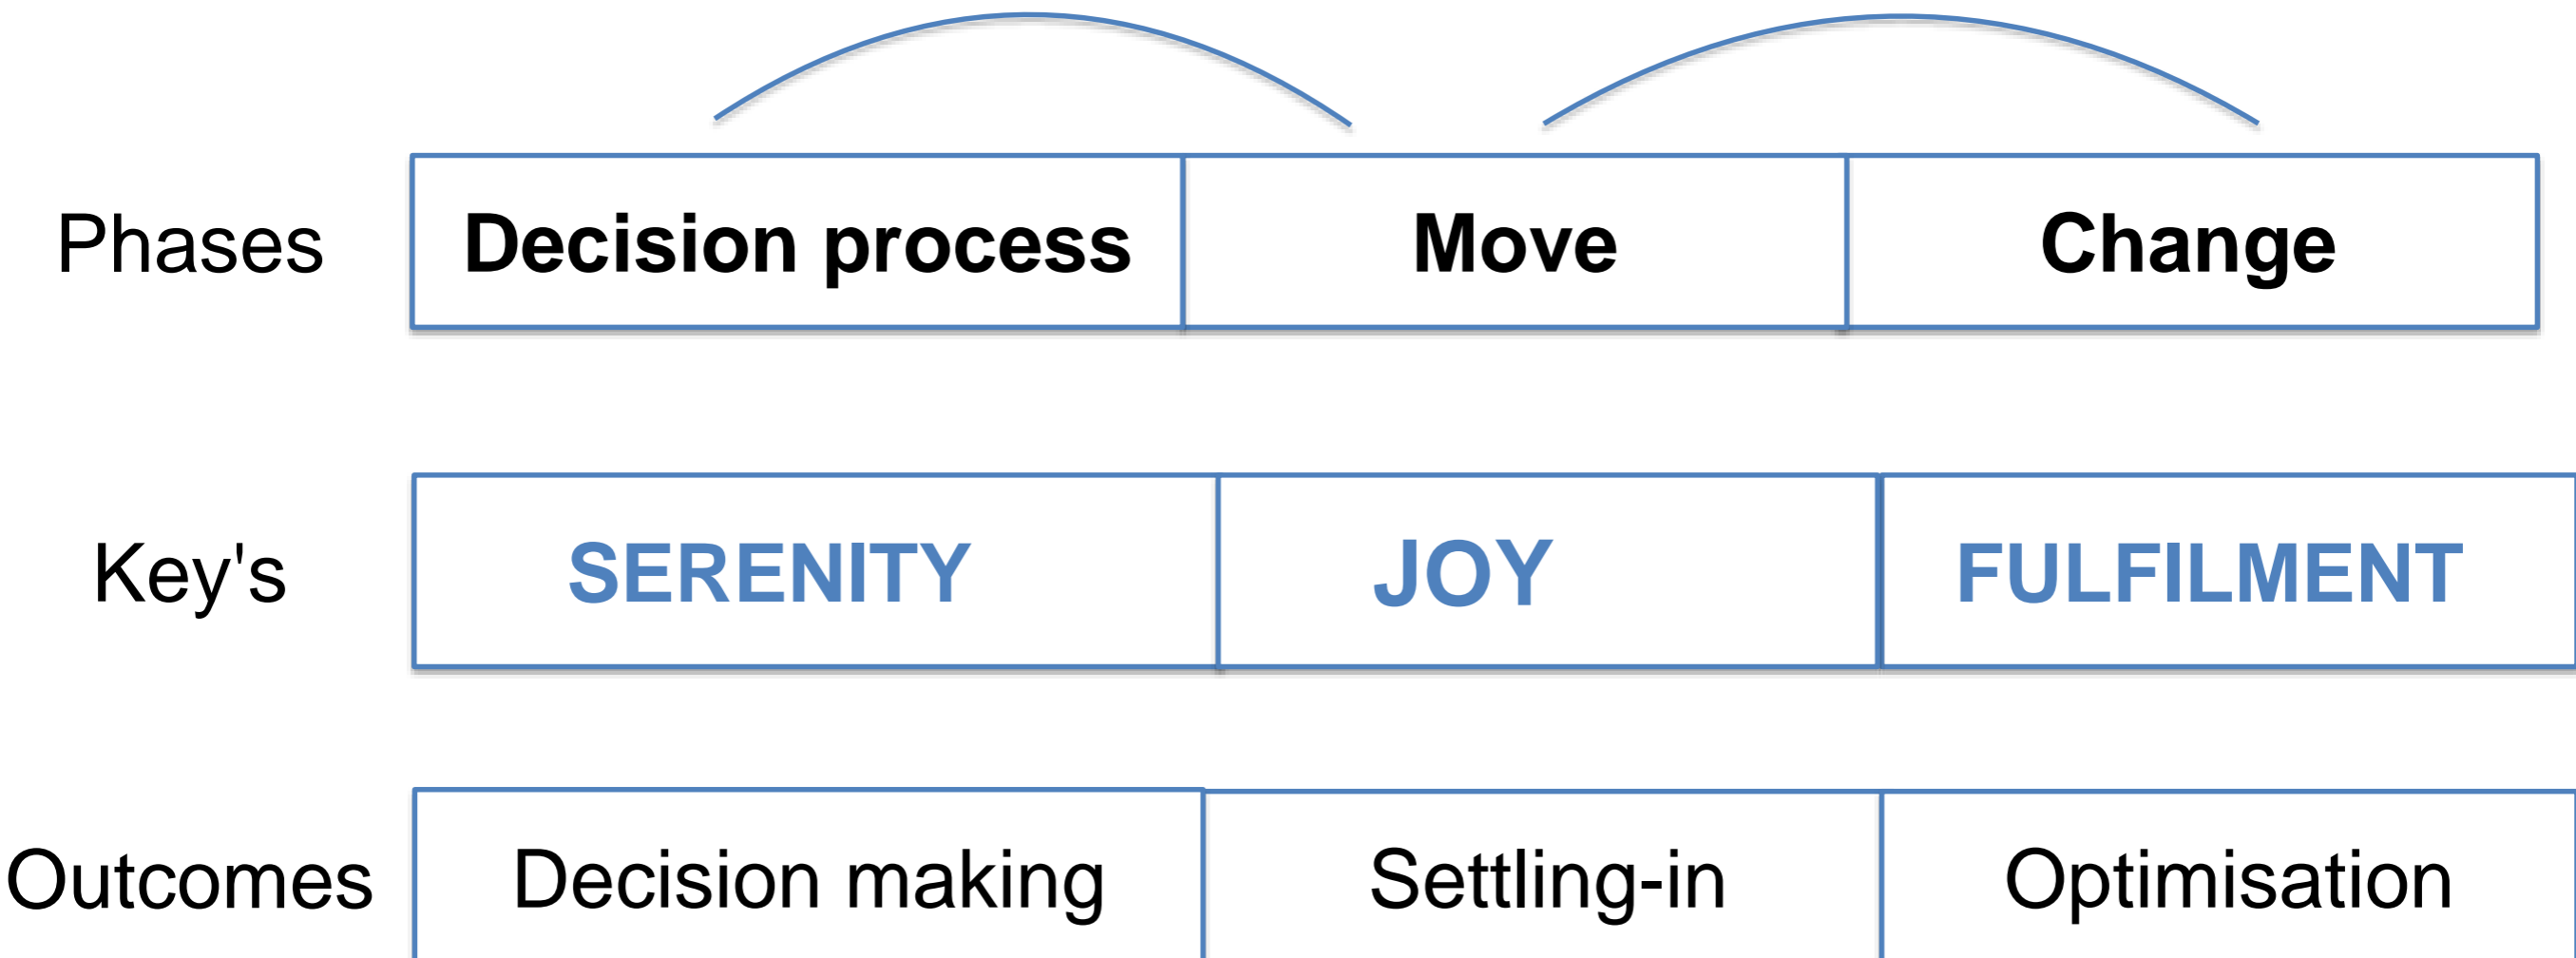 Phases Decision process Move Change
Key's SERENITY JOY FULFILMENT
Outcomes Decision making Settling-in Optimisation